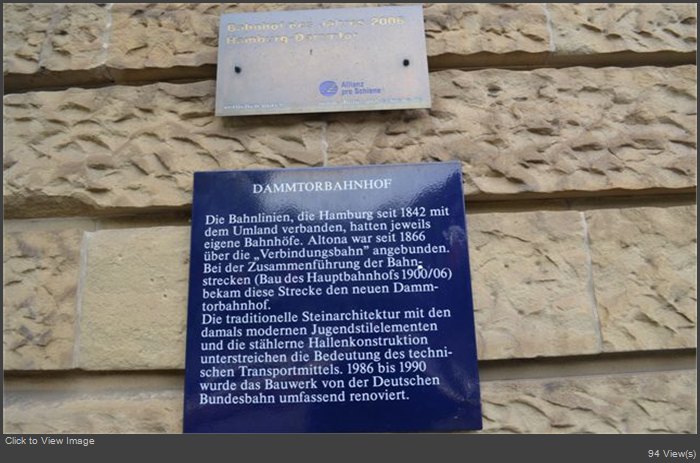 Bahnhof des Jahres 2006
Hamburg Dammtor
Allianz
pro Schiene
DAMMTORBAHNHOF
Die Bahnlinien, die Hamburg seit 1842 mit
dem Umland verbanden, hatten jeweils
eigene Bahnhöfe. Altona war seit 1866
über die „Verbindungsbahn" angebunden.
Bei der Zusammenführung der Bahn-
strecken (Bau des Hauptbahnhofs 1900/06)
bekam diese Strecke den neuen Damm-
torbahnhof.
Die traditionelle Steinarchitektur mit den
damals modernen Jugendstilelementen
und die stählerne Hallenkonstruktion
unterstreichen die Bedeutung des techni-
schen Transportmittels. 1986 bis 1990
wurde das Bauwerk von der Deutschen
Bundesbahn umfassend renoviert.
Click to View Image
94 View(s)